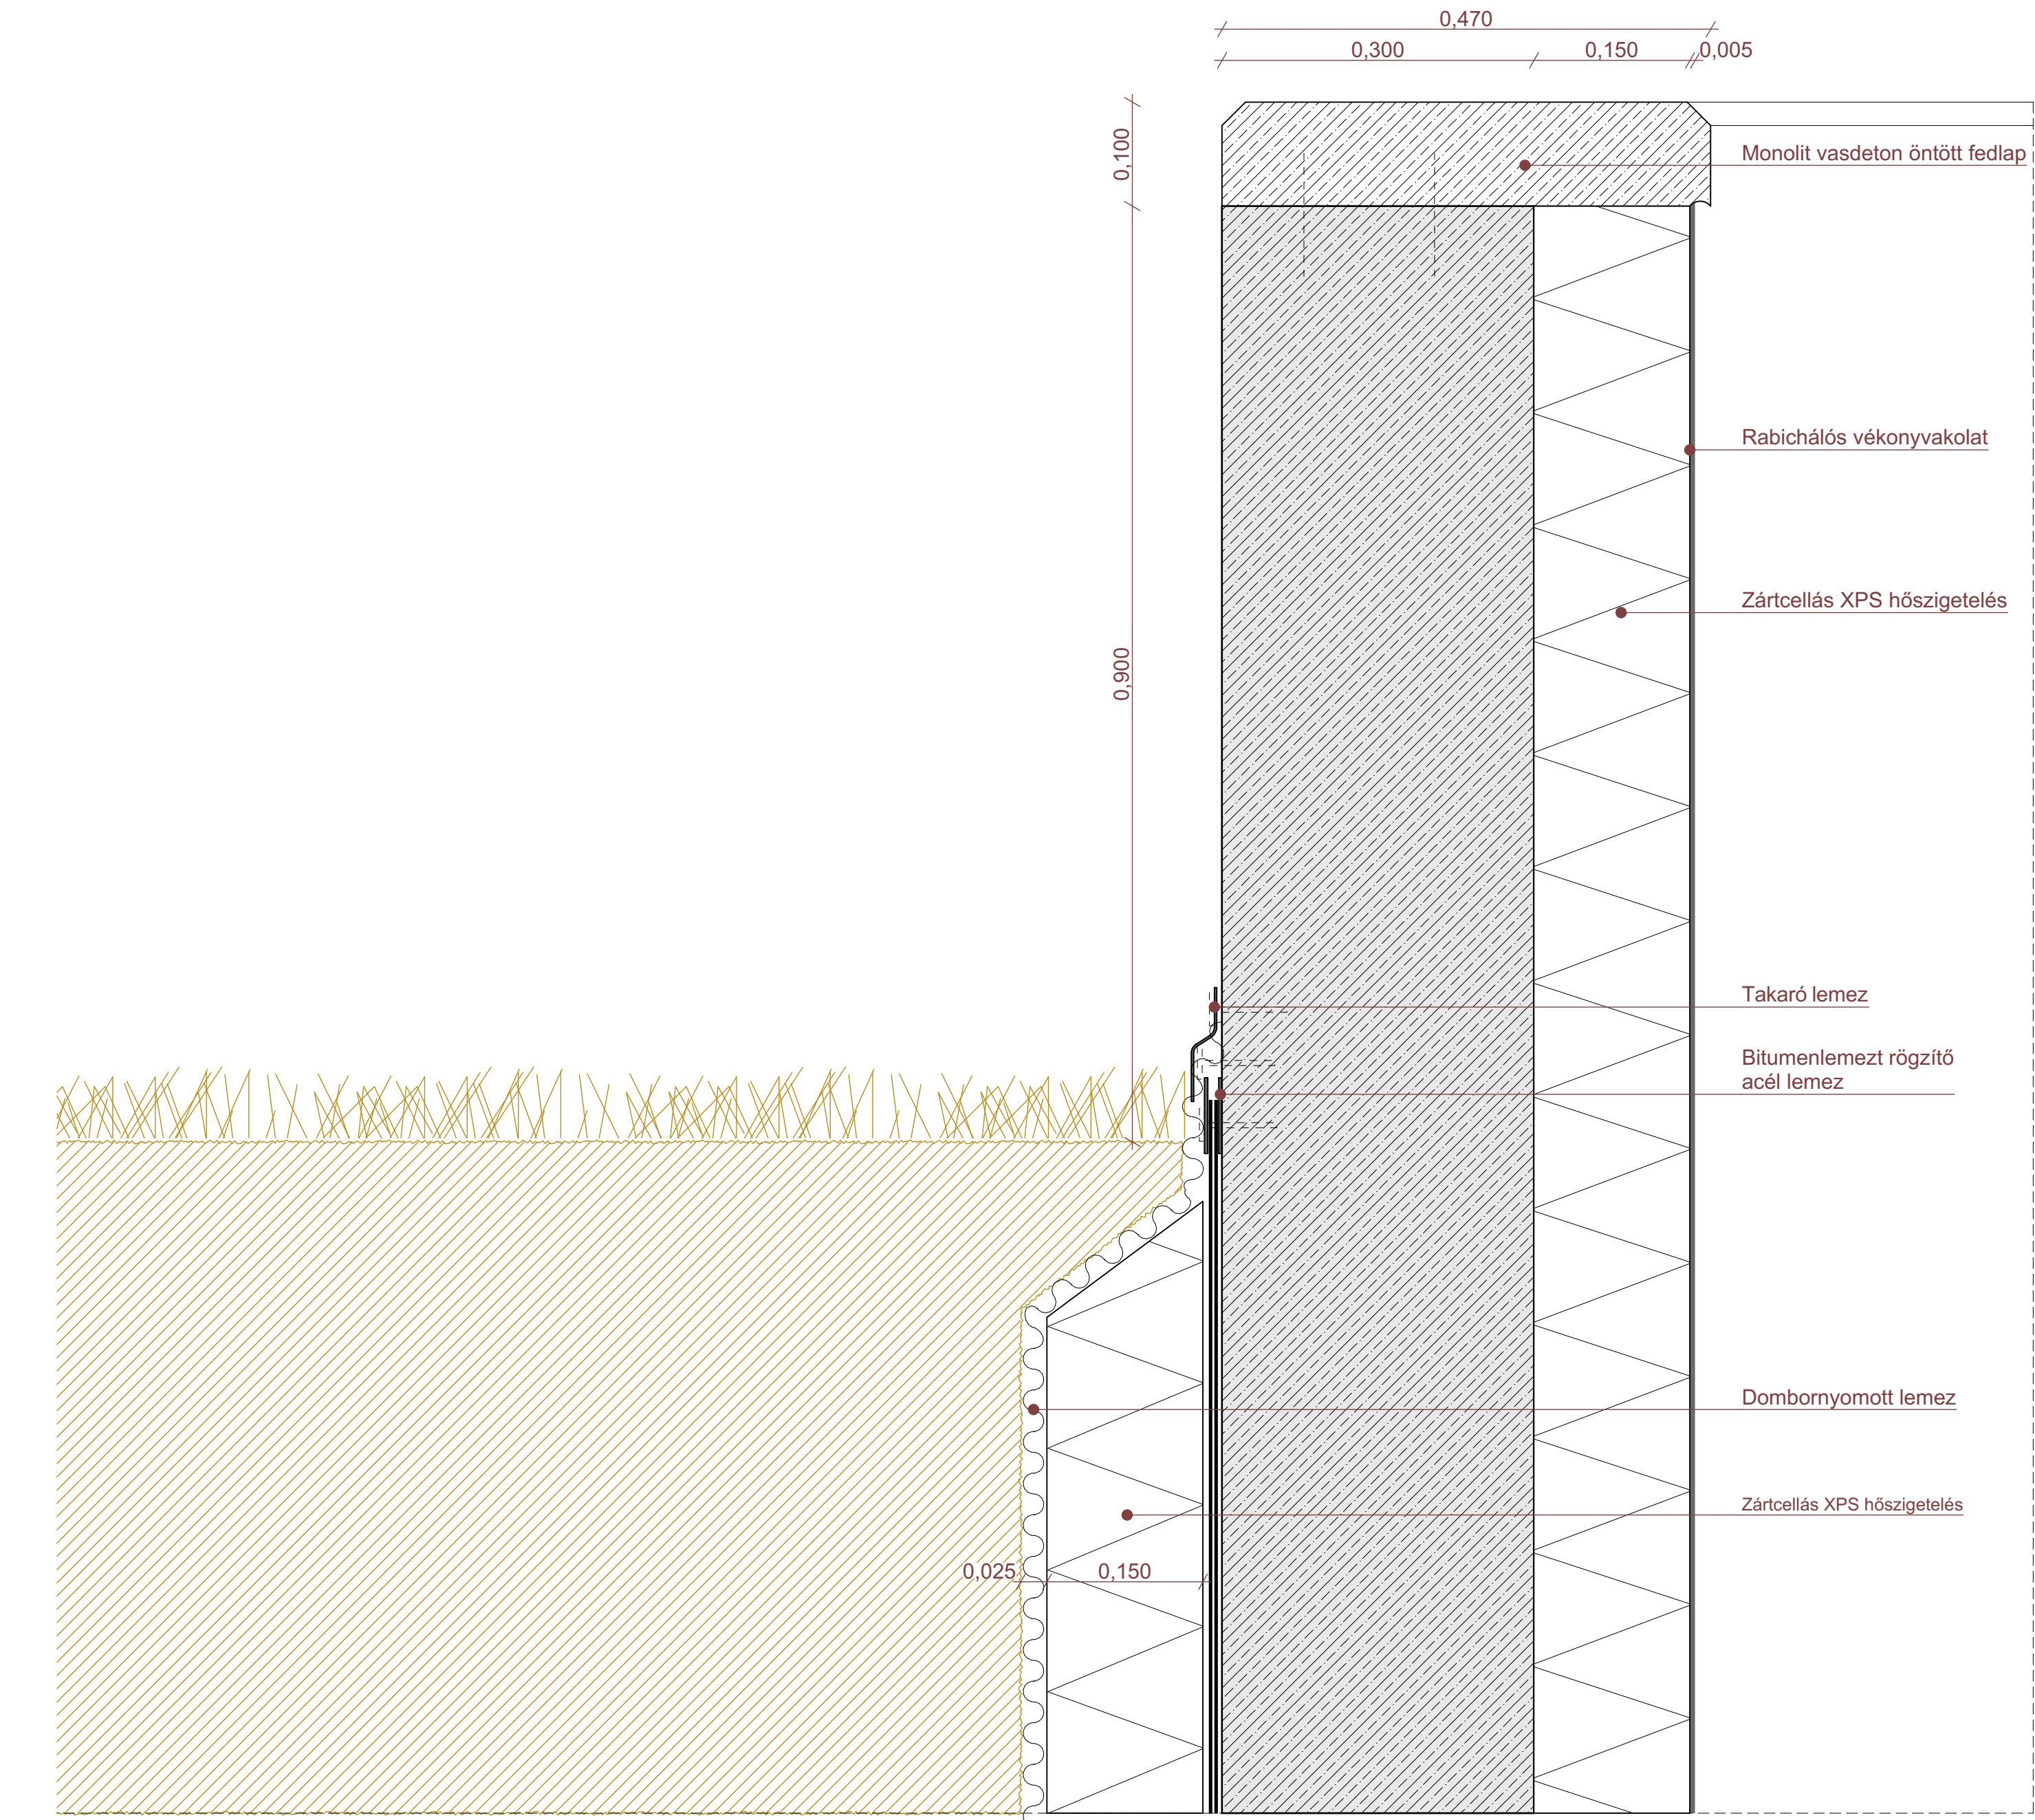 0,470
0,300
0,150
0,005
0,100
Monolit vasdeton öntött fedlap
Rabichálós vékonyvakolat
Zártcellás XPS hőszigetelés
0,900
Takaró lemez
Bitumenlemezt rögzítő
acél lemez
Dombornyomott lemez
Zártcellás XPS hőszigetelés
0,025
0,150